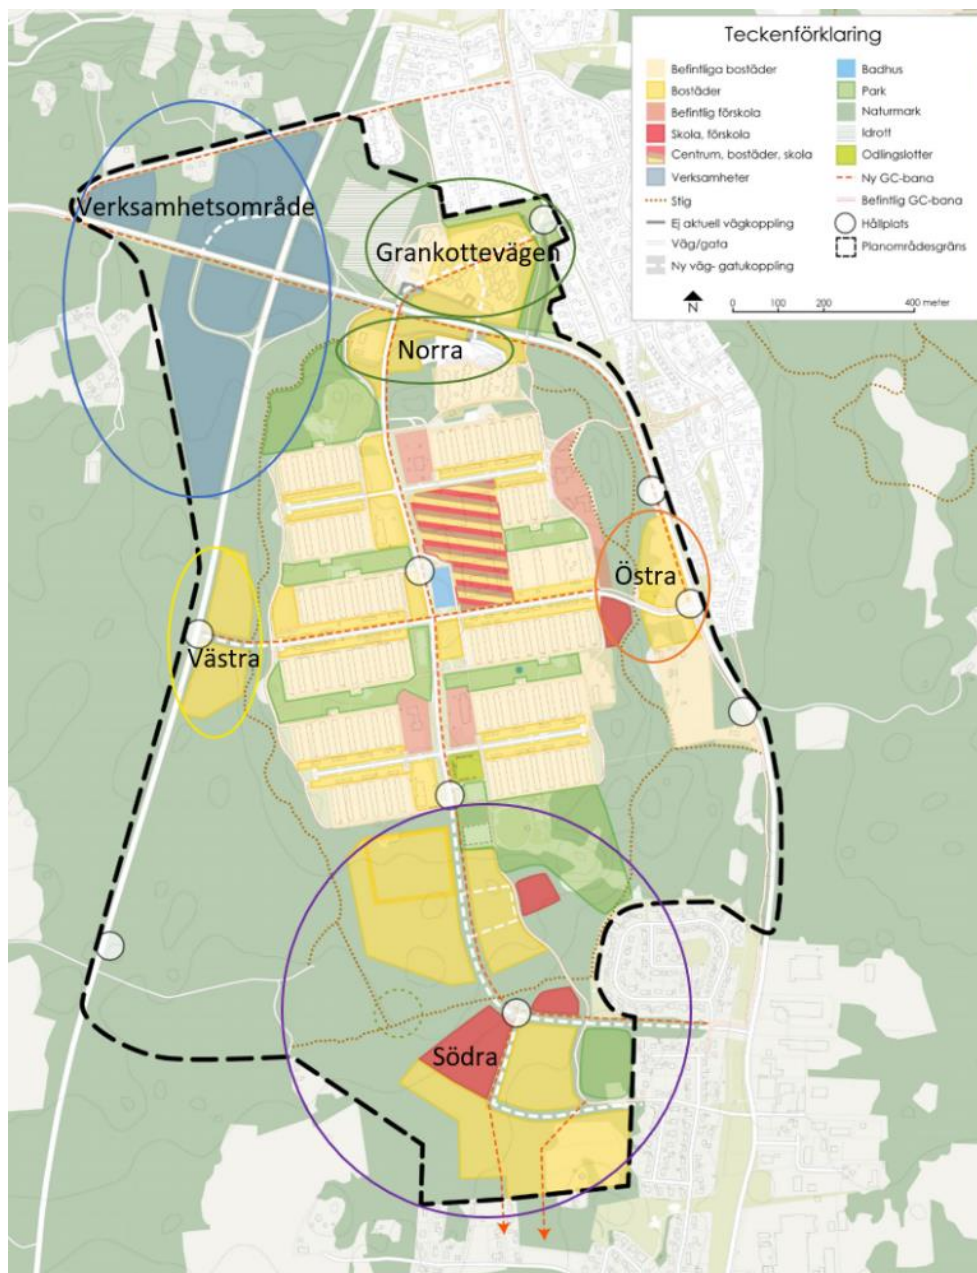 Teckenförklaring
Befintliga bostäder
Bostäder
Befintlig förskola
Skola, förskola
Centrum, bostäder, skola
Verksamheter
Stig
Ej aktuell vägkoppling
Väg/gata
Ny väg- gatukoppling
Badhus
Park
Naturmark
Idrott
Odlingslotter
Ny GC-bana
Befintlig GC-bana
Hållplats
Planområdesgräns
N
0 100 200 400 meter
Verksamhetsområde
Grankottevägen
Norra
Östra
Västra
Södra